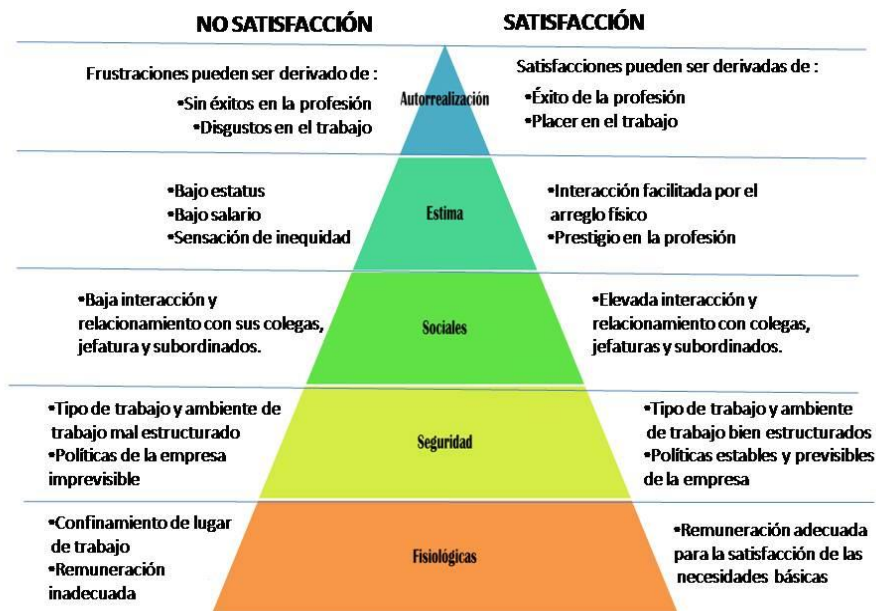 NO SATISFACCIÓN
SATISFACCIÓN
Frustraciones pueden ser derivado de :
•Sin éxitos en la profesión
•Disgustos en el trabajo
Autorrealización
Satisfacciones pueden ser derivadas de :
•Éxito de la profesión
•Placer en el trabajo
•Bajo estatus
•Bajo salario
•Sensación de inequidad
Estima
•Interacción facilitada por el
arreglo físico
•Prestigio en la profesión
•Baja interacción y
relacionamiento con sus colegas,
jefatura y subordinados.
Sociales
•Elevada interacción y
relacionamiento con colegas,
jefaturas y subordinados.
•Tipo de trabajo y ambiente de
trabajo mal estructurado
•Políticas de la empresa
imprevisible
Seguridad
•Tipo de trabajo y ambiente
de trabajo bien estructurados
•Políticas estables y previsibles
de la empresa
•Confinamiento de lugar
de trabajo
•Remuneración
inadecuada
Fisiológicas
•Remuneración adecuada
para la satisfacción de las
necesidades básicas